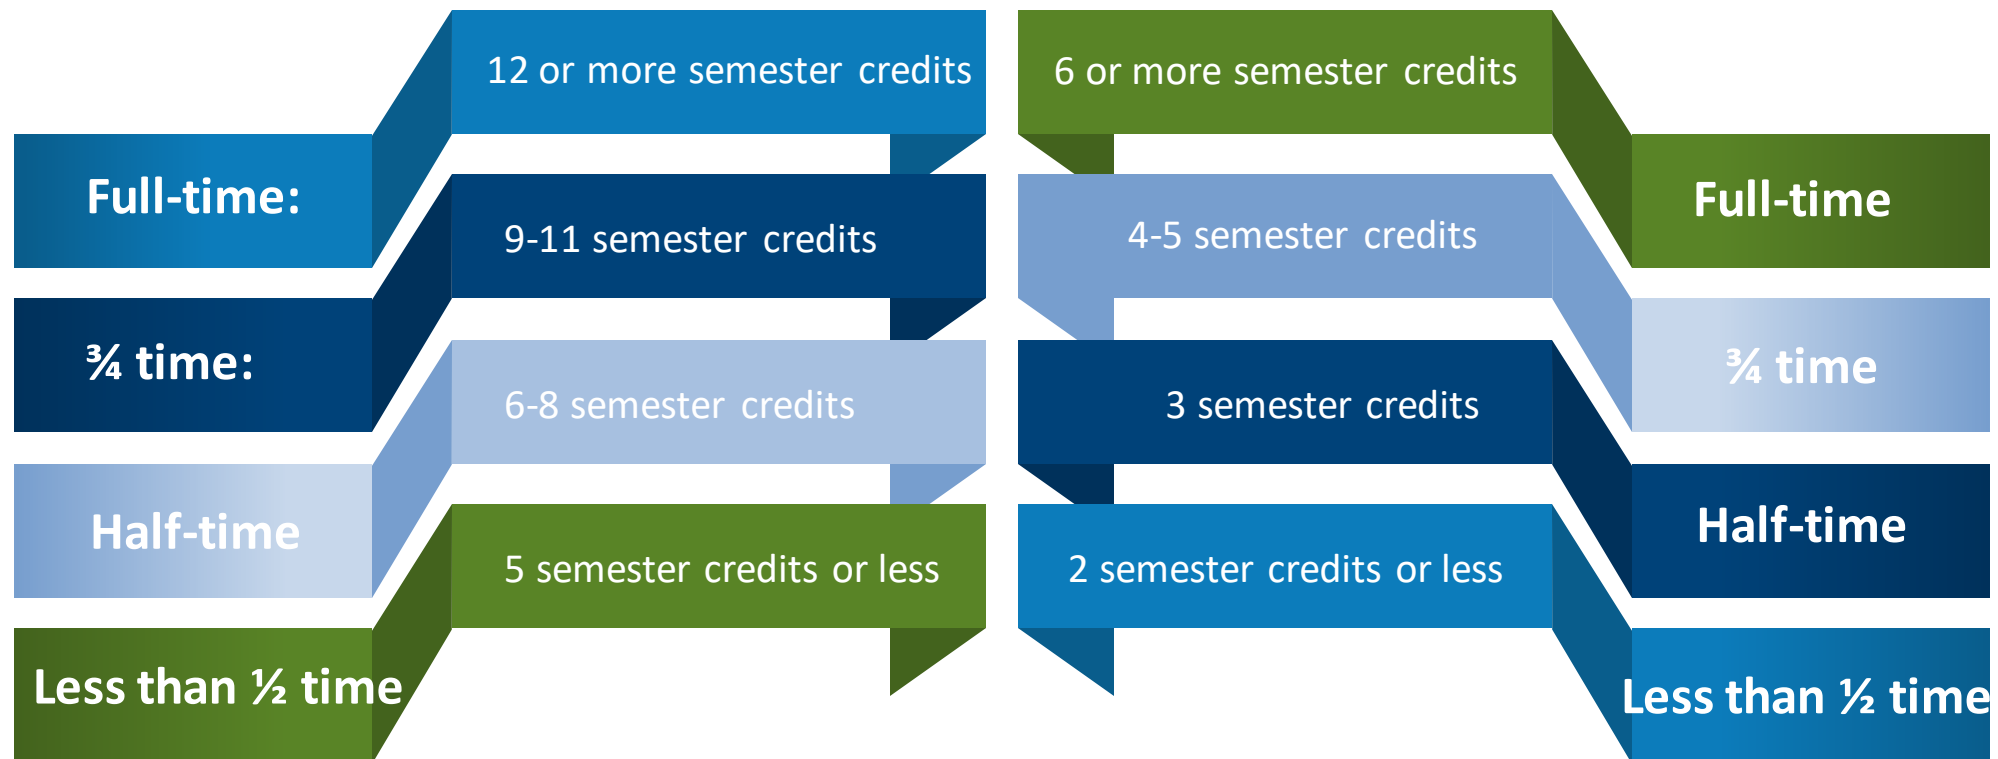 12 or more semester credits
Full-time:
9-11 semester credits
¾ time:
6-8 semester credits
Half-time
5 semester credits or less
Less than ½ time
6 or more semester credits
Full-time
4-5 semester credits
¾ time
3 semester credits
Half-time
2 semester credits or less
Less than ½ time